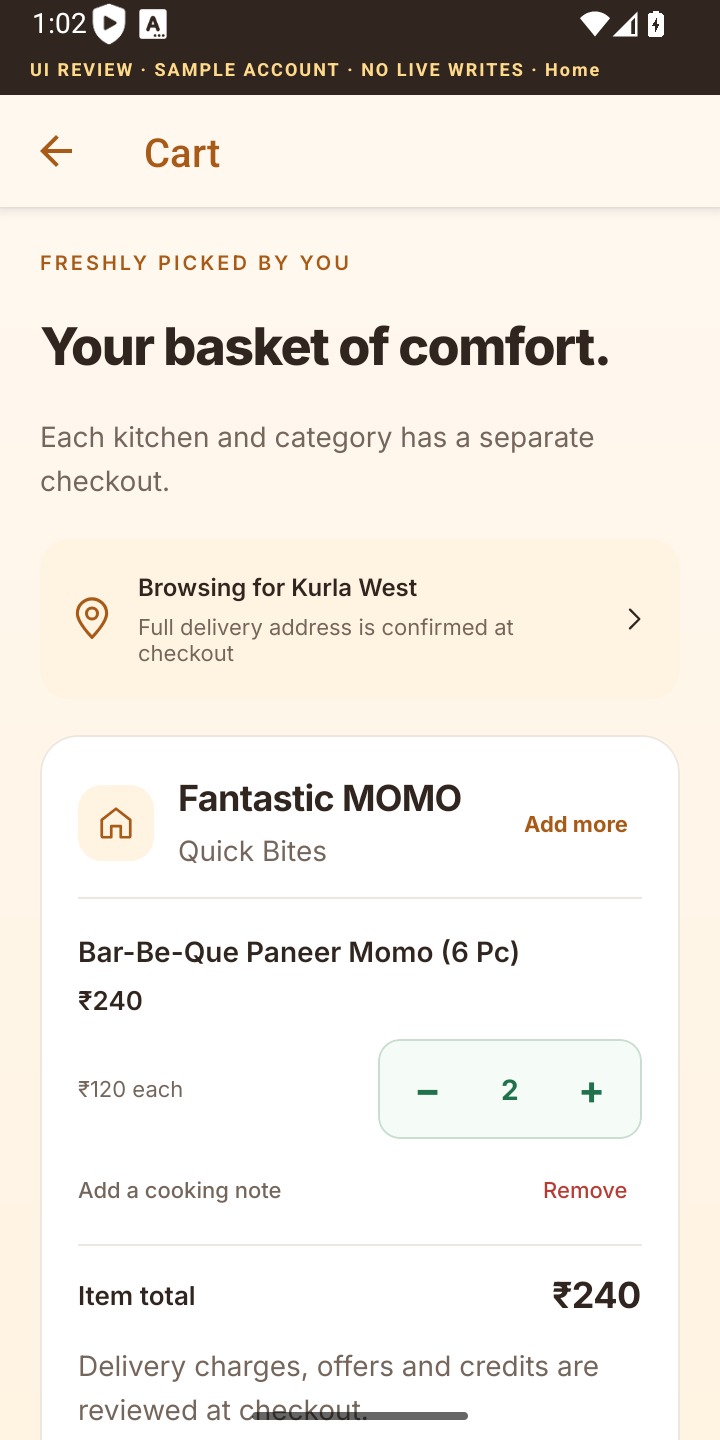 1:02
A
UI REVIEW · SAMPLE ACCOUNT · NO LIVE WRITES · Home
Cart
FRESHLY PICKED BY YOU
Your basket of comfort.
Each kitchen and category has a separate
checkout.
Browsing for Kurla West
Full delivery address is confirmed at
checkout
Fantastic MOMO
Quick Bites
Add more
Bar-Be-Que Paneer Momo (6 Pc)
₹240
₹120 each
− 2 +
Add a cooking note
Remove
Item total
₹240
Delivery charges, offers and credits are
reviewed at checkout.